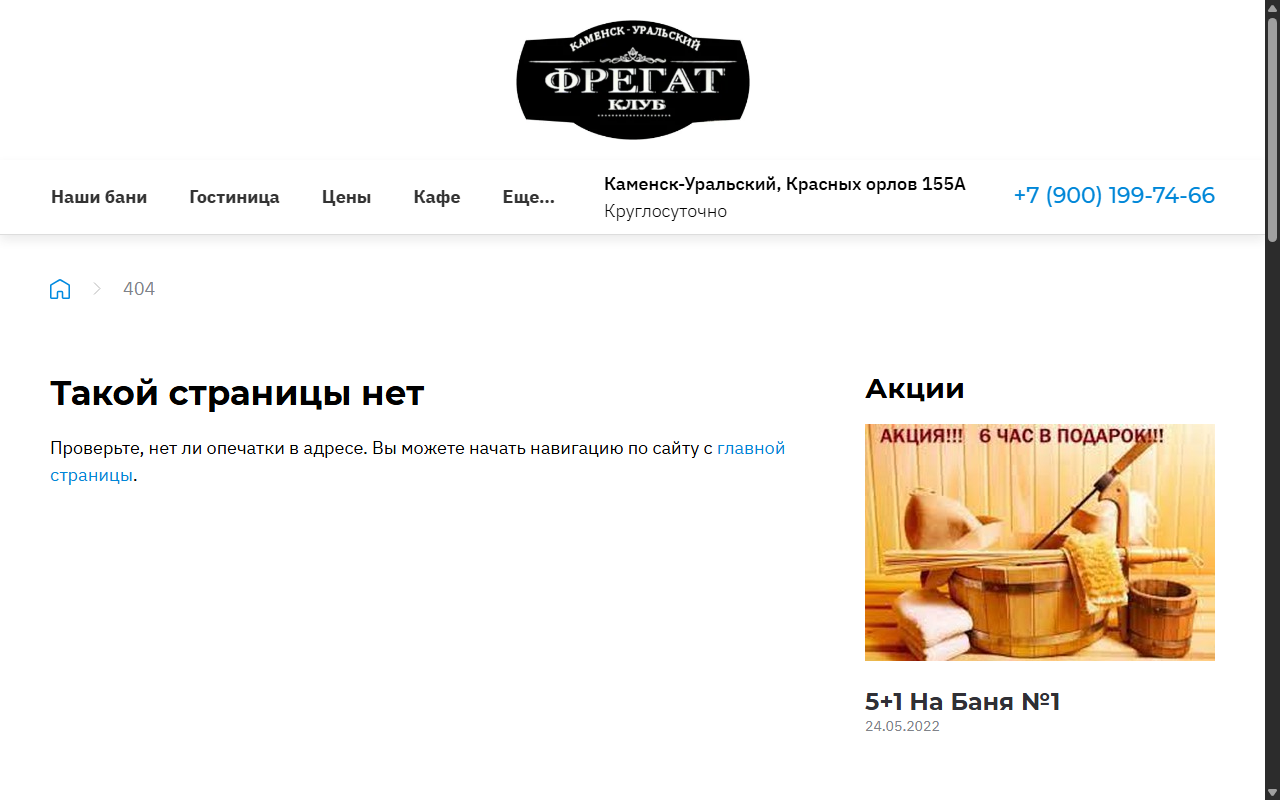 КАМЕНСК-УРАЛЬСКИЙ
ФРЕГАТ
КЛУБ
Наши бани
Гостиница
Цены
Кафе
Еще...
Каменск-Уральский, Красных орлов 155А
Круглосуточно
+7 (900) 199-74-66
404
Такой страницы нет
Проверьте, нет ли опечатки в адресе. Вы можете начать навигацию по сайту с главной
страницы.
Акции
АКЦИЯ!!! 6 ЧАС В ПОДАРОК!!!
5+1 На Баня №1
24.05.2022